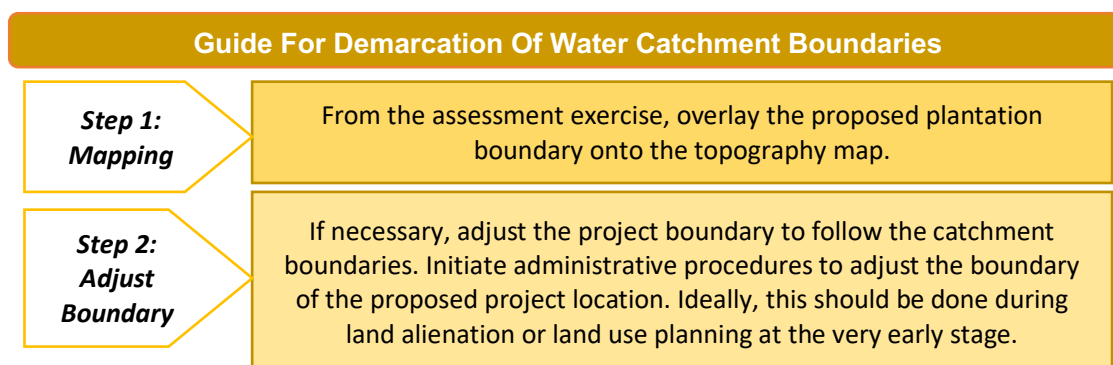 Guide For Demarcation Of Water Catchment Boundaries
Step 1:
Mapping
From the assessment exercise, overlay the proposed plantation
boundary onto the topography map.
Step 2:
Adjust
Boundary
If necessary, adjust the project boundary to follow the catchment
boundaries. Initiate administrative procedures to adjust the boundary
of the proposed project location. Ideally, this should be done during
land alienation or land use planning at the very early stage.